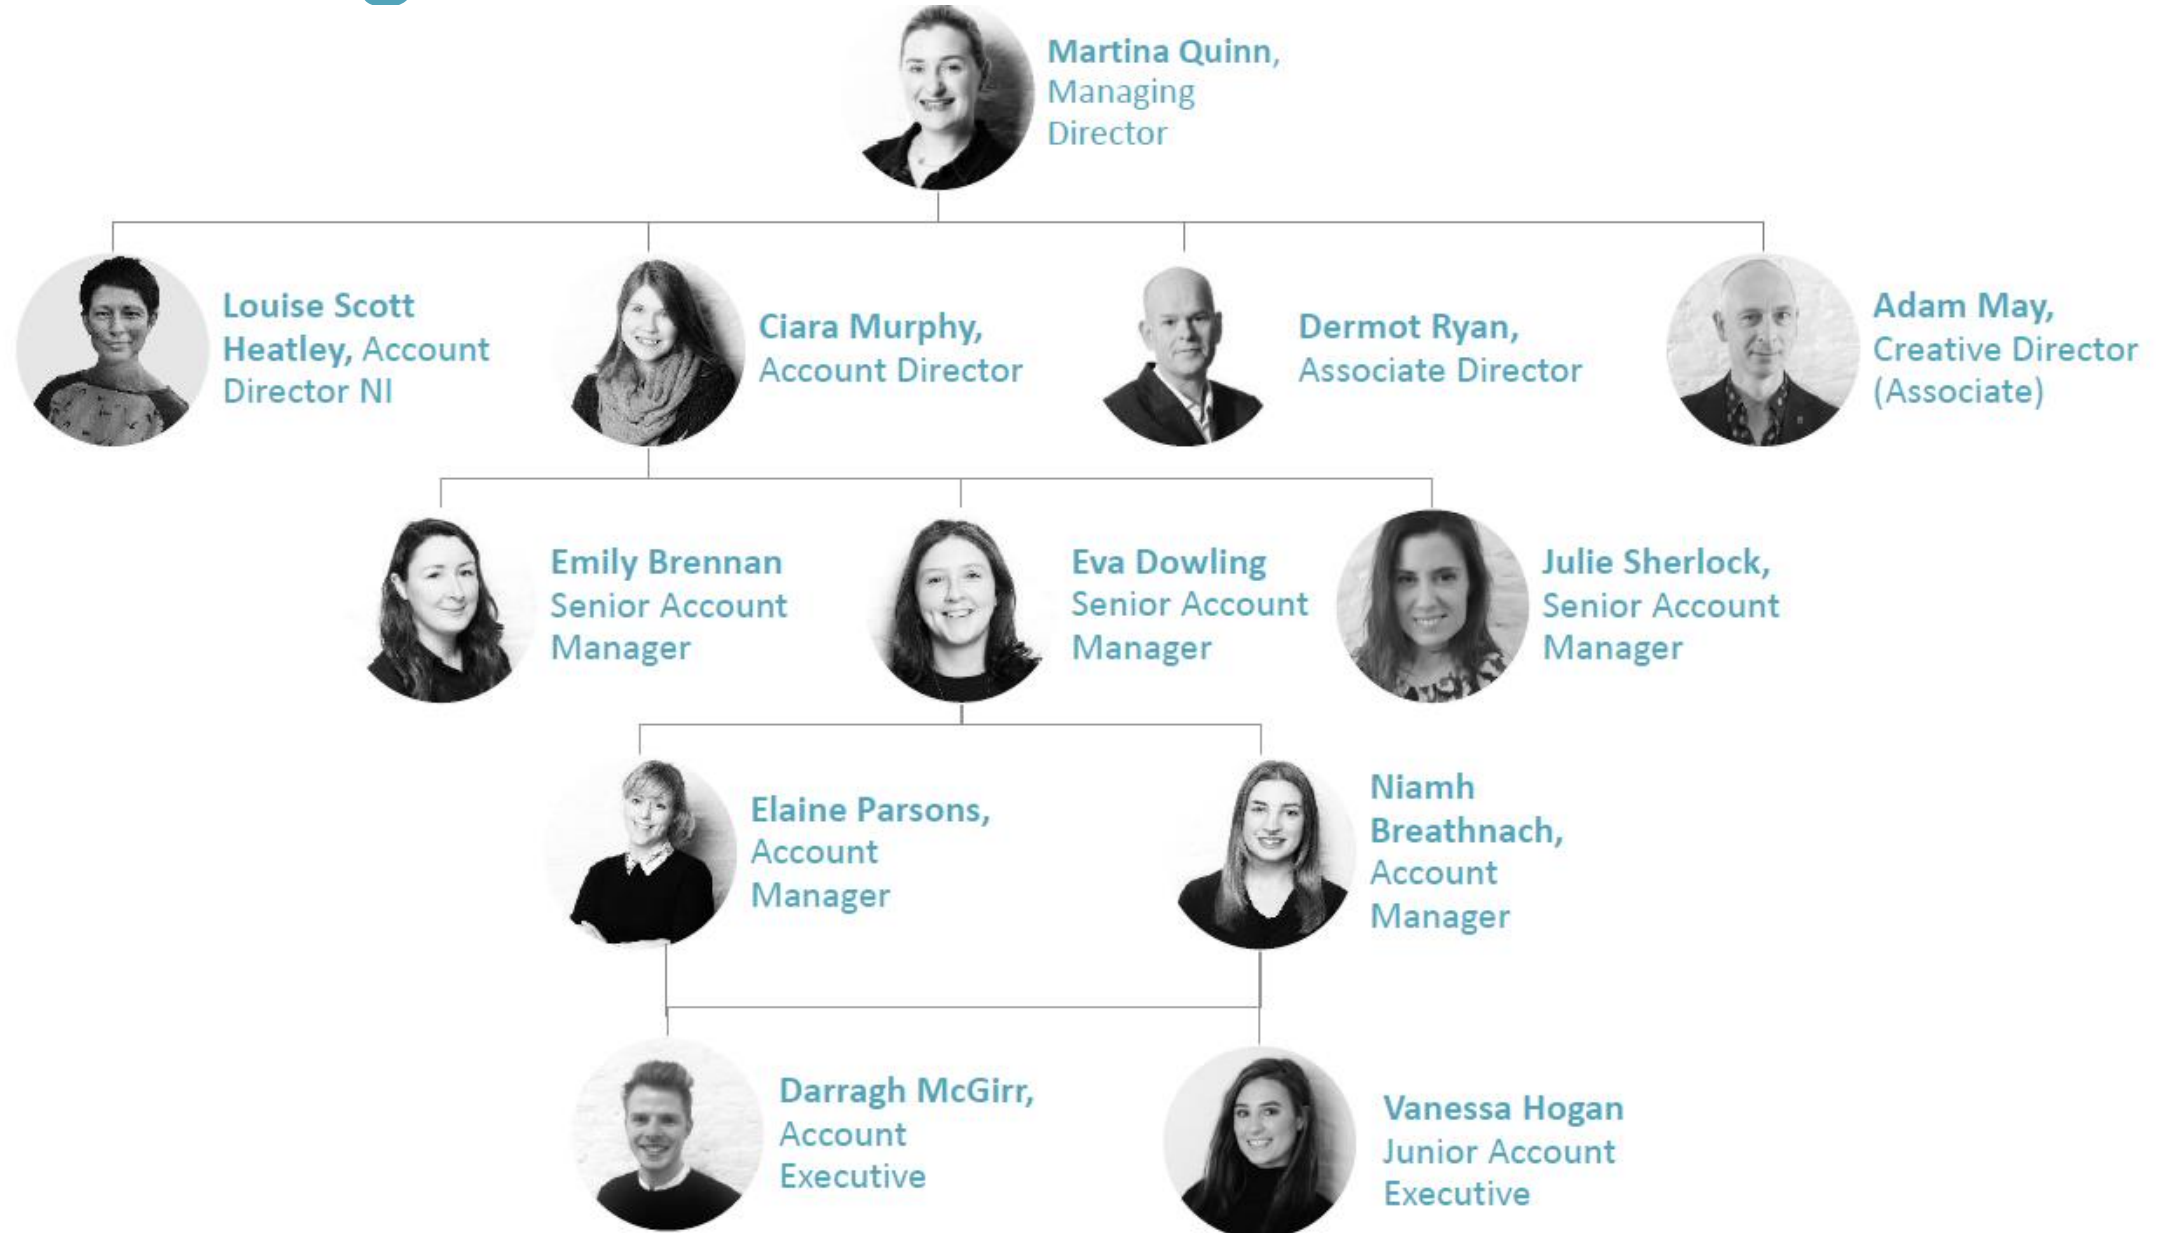 Martina Quinn,
Managing
Director
Louise Scott
Heatley, Account
Director NI
Ciara Murphy,
Account Director
Dermot Ryan,
Associate Director
Adam May,
Creative Director
(Associate)
Emily Brennan
Senior Account
Manager
Eva Dowling
Senior Account
Manager
Julie Sherlock,
Senior Account
Manager
Elaine Parsons,
Account
Manager
Niamh
Breathnach,
Account
Manager
Darragh McGirr,
Account
Executive
Vanessa Hogan
Junior Account
Executive